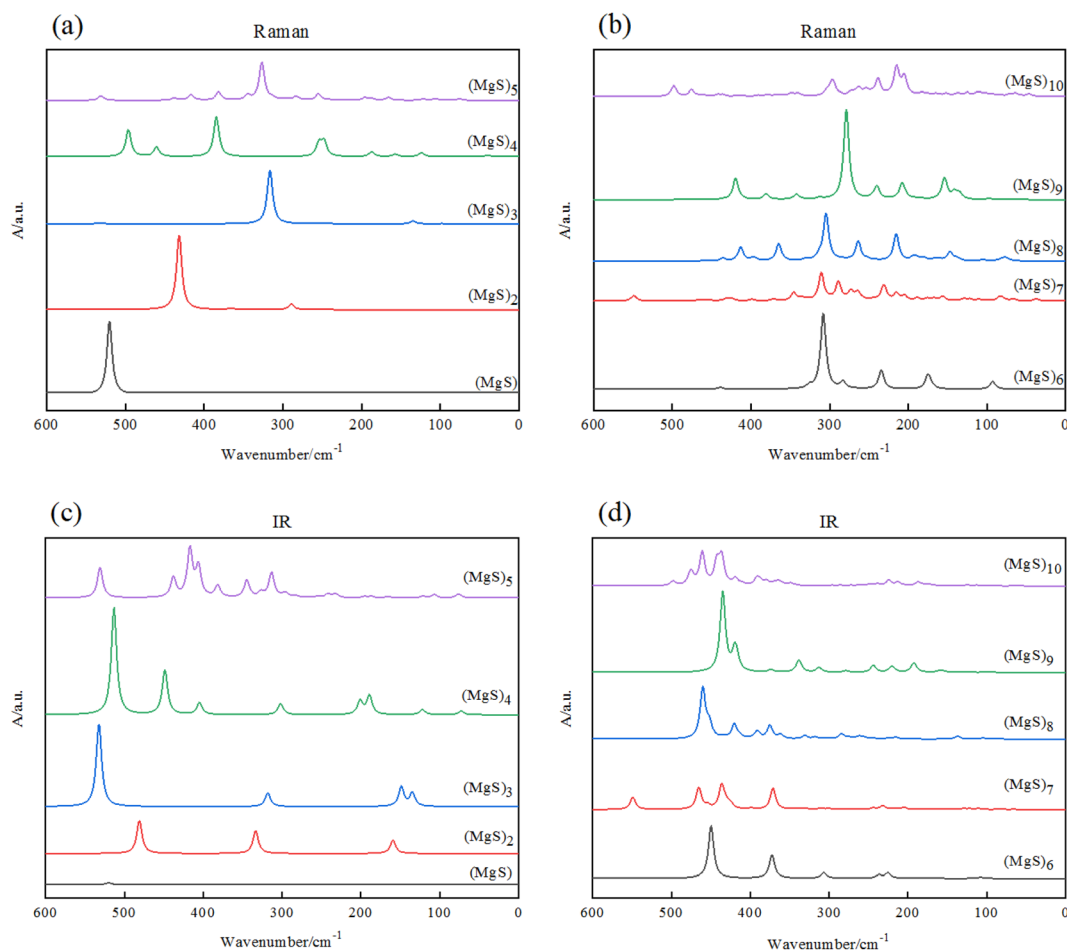 (a)
Raman
A/a.u.
(MgS)5
(MgS)4
(MgS)3
(MgS)2
(MgS)
600 500 400 300 200 100 0
Wavenumber/cm-1
(b)
Raman
A/a.u.
(MgS)10
(MgS)9
(MgS)8
(MgS)7
(MgS)6
600 500 400 300 200 100 0
Wavenumber/cm-1
(c)
IR
A/a.u.
(MgS)5
(MgS)4
(MgS)3
(MgS)2
(MgS)
600 500 400 300 200 100 0
Wavenumber/cm-1
(d)
IR
A/a.u.
(MgS)10
(MgS)9
(MgS)8
(MgS)7
(MgS)6
600 500 400 300 200 100 0
Wavenumber/cm-1